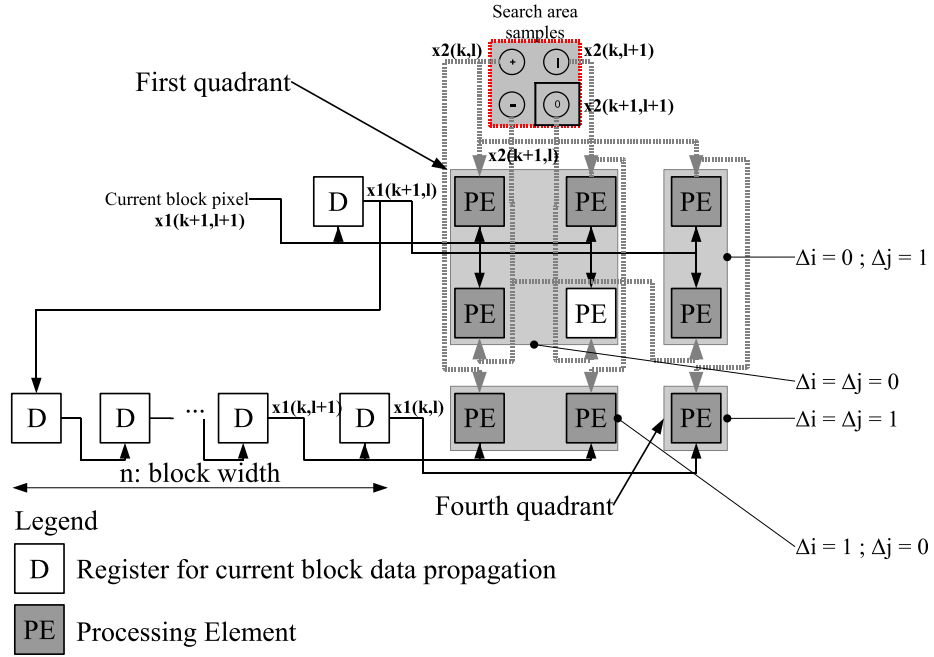 Search area
samples
x2(k,l)
+
I
x2(k,l+1)
First quadrant
-
0
x2(k+1,l+1)
x2(k+1,l)
Current block pixel
x1(k+1,l+1)
D
x1(k+1,l)
PE
PE
PE
Δi = 0 ; Δj = 1
PE
PE
PE
Δi = Δj = 0
D
D
...
D
x1(k,l+1)
D
x1(k,l)
PE
PE
PE
Δi = Δj = 1
n: block width
Fourth quadrant
Legend
Δi = 1 ; Δj = 0
D
Register for current block data propagation
PE
Processing Element